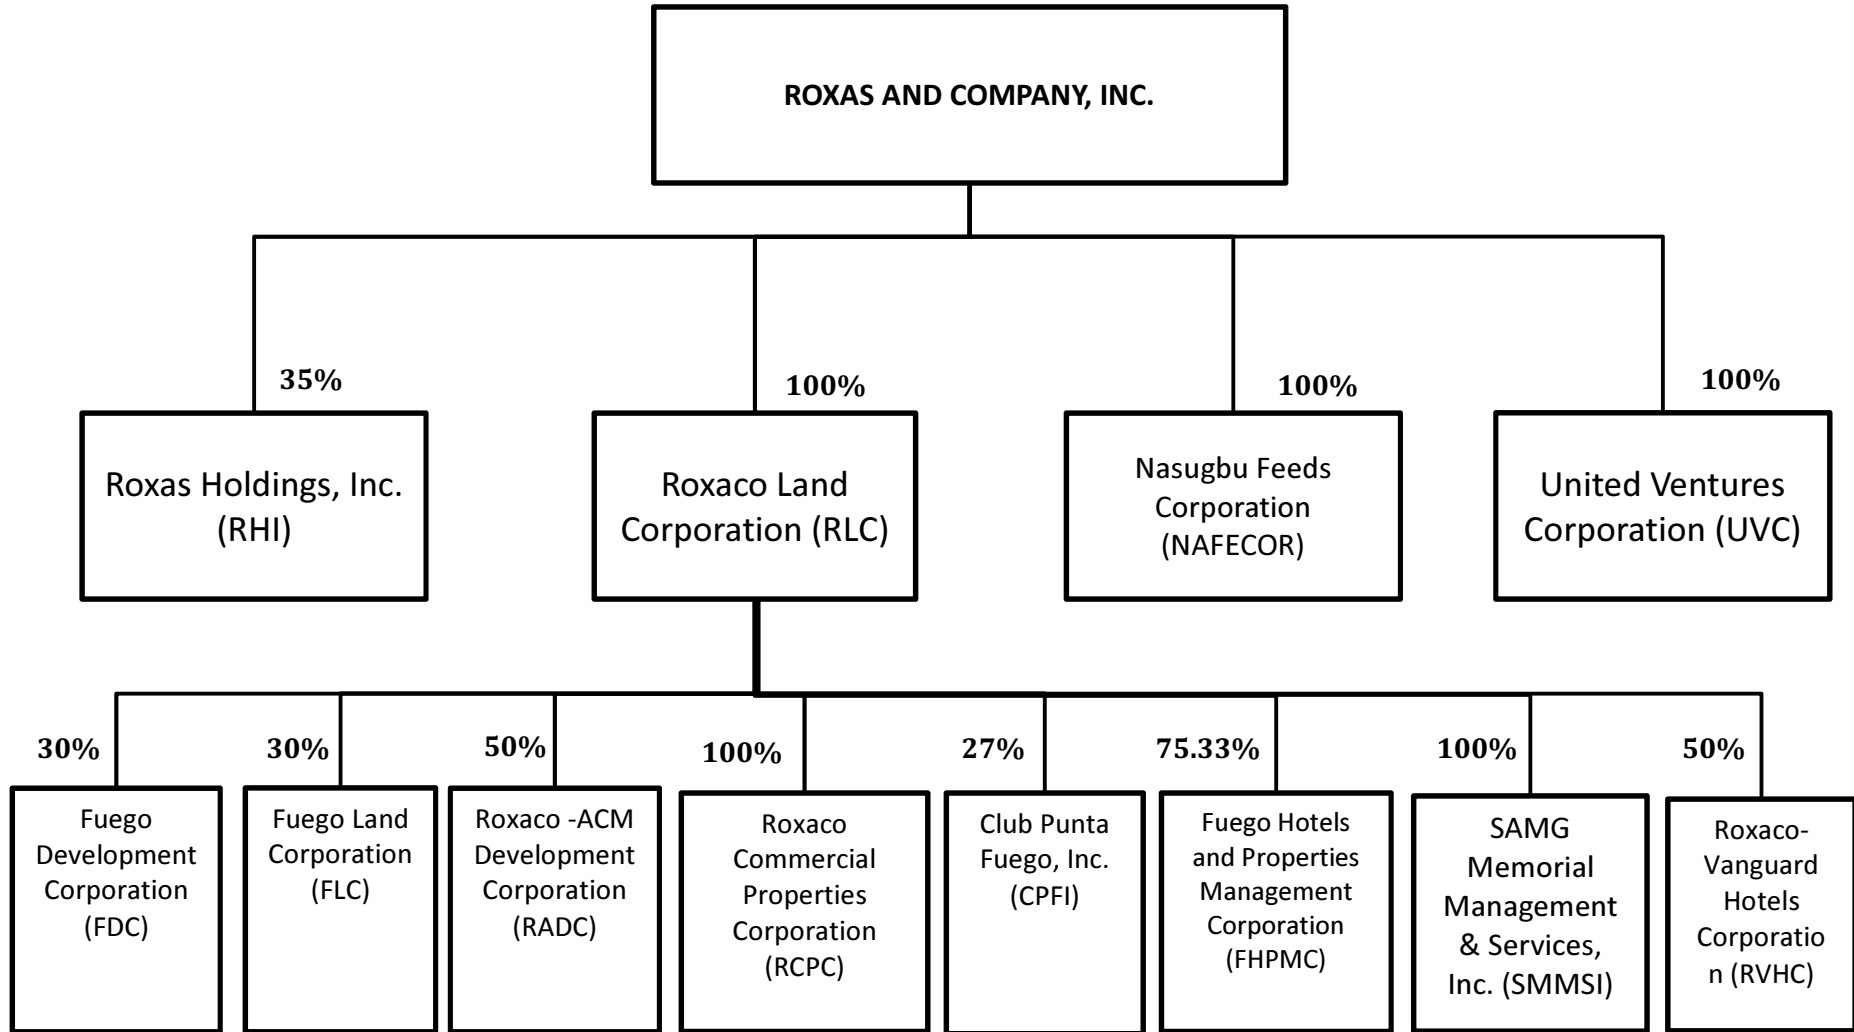 ROXAS AND COMPANY, INC.
35%
100%
100%
100%
Roxas Holdings, Inc.
(RHI)
Roxaco Land
Corporation (RLC)
Nasugbu Feeds
Corporation
(NAFECOR)
United Ventures
Corporation (UVC)
30%
30%
50%
100%
27%
75.33%
100%
50%
Fuego
Development
Corporation
(FDC)
Fuego Land
Corporation
(FLC)
Roxaco -ACM
Development
Corporation
(RADC)
Roxaco
Commercial
Properties
Corporation
(RCPC)
Club Punta
Fuego, Inc.
(CPFI)
Fuego Hotels
and Properties
Management
Corporation
(FHPMC)
SAMG
Memorial
Management
& Services,
Inc. (SMMSI)
Roxaco-
Vanguard
Hotels
Corporatio
n (RVHC)